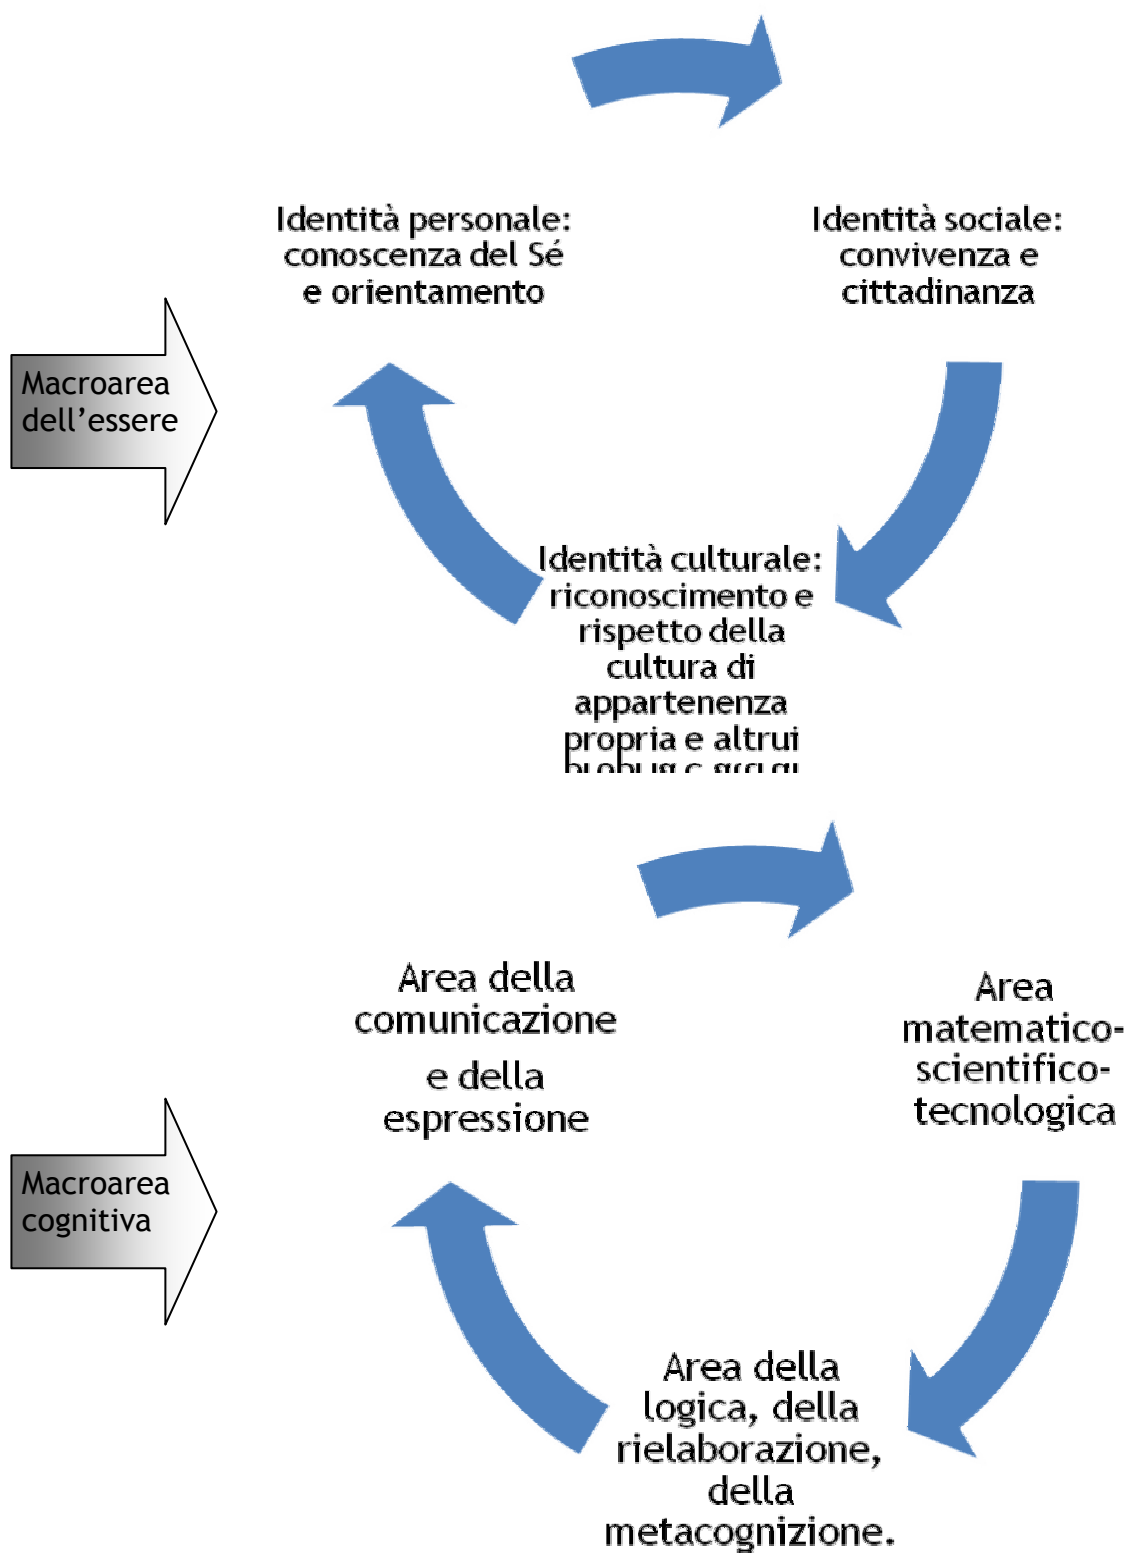 Identità personale:
conoscenza del Sé
e orientamento
Identità sociale:
convivenza e
cittadinanza
Macroarea
dell’essere
Identità culturale:
riconoscimento e
rispetto della
cultura di
appartenenza
propria e altrui
Area della
comunicazione
e della
espressione
Area
matematico-
scientifico-
tecnologica
Macroarea
cognitiva
Area della
logica, della
rielaborazione,
della
metacognizione.